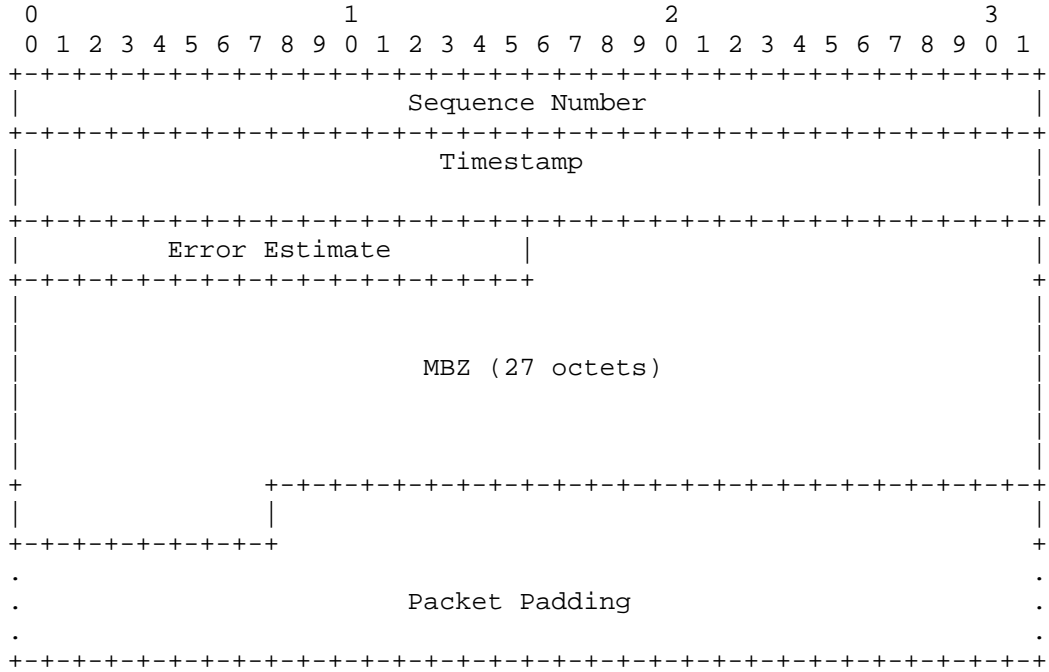 0                   1                   2                   3
 0 1 2 3 4 5 6 7 8 9 0 1 2 3 4 5 6 7 8 9 0 1 2 3 4 5 6 7 8 9 0 1
+-+-+-+-+-+-+-+-+-+-+-+-+-+-+-+-+-+-+-+-+-+-+-+-+-+-+-+-+-+-+-+-+
|                        Sequence Number                        |
+-+-+-+-+-+-+-+-+-+-+-+-+-+-+-+-+-+-+-+-+-+-+-+-+-+-+-+-+-+-+-+-+
|                          Timestamp                            |
|                                                               |
+-+-+-+-+-+-+-+-+-+-+-+-+-+-+-+-+-+-+-+-+-+-+-+-+-+-+-+-+-+-+-+-+
|         Error Estimate        |                               |
+-+-+-+-+-+-+-+-+-+-+-+-+-+-+-+-+                               +
|                                                               |
|                                                               |
|                         MBZ (27 octets)                       |
|                                                               |
|                                                               |
|                                                               |
+               +-+-+-+-+-+-+-+-+-+-+-+-+-+-+-+-+-+-+-+-+-+-+-+-+
|               |                                               |
+-+-+-+-+-+-+-+-+                                               +
.                                                               .
.                        Packet Padding                         .
.                                                               .
+-+-+-+-+-+-+-+-+-+-+-+-+-+-+-+-+-+-+-+-+-+-+-+-+-+-+-+-+-+-+-+-+